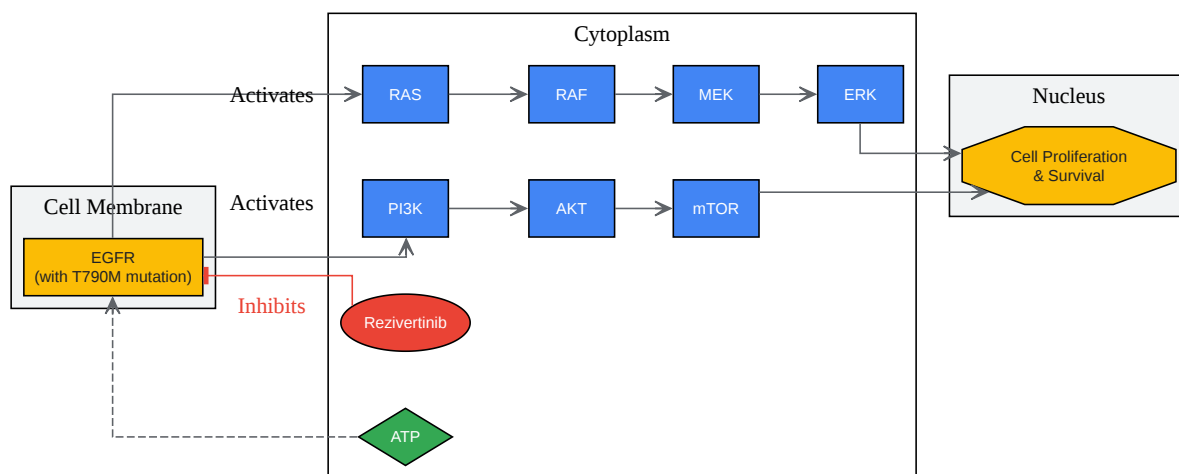 Cytoplasm
Activates
RAS
RAF
MEK
ERK
Nucleus
Cell Proliferation
& Survival
Cell Membrane
Activates
PI3K
AKT
mTOR
EGFR
(with T790M mutation)
Inhibits
Rezivertinib
ATP